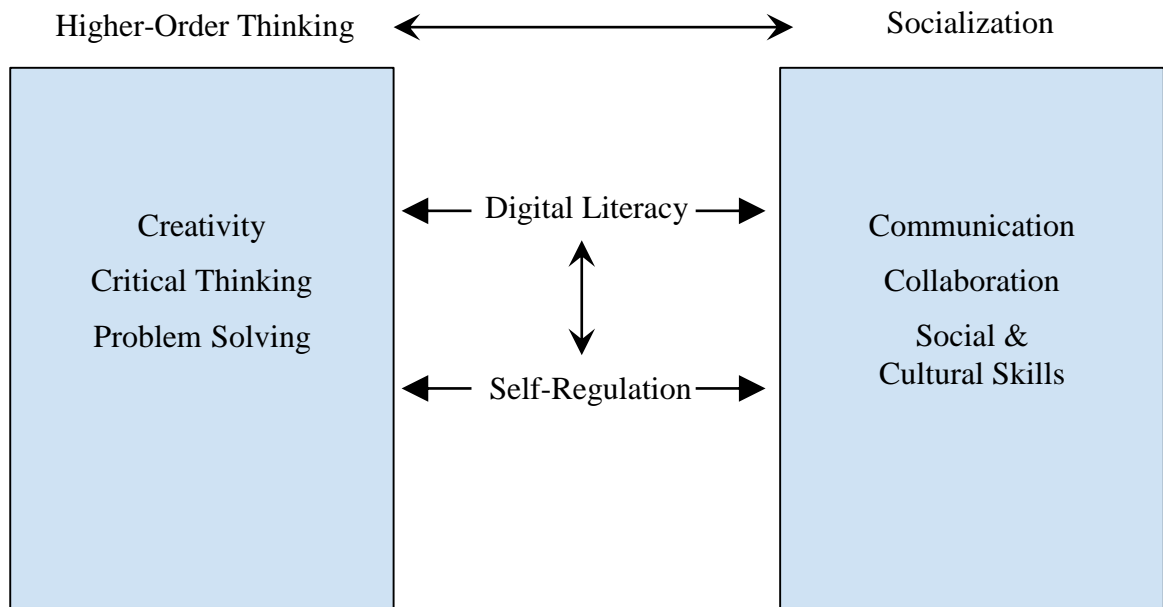 Higher-Order Thinking
Socialization
Creativity
Critical Thinking
Problem Solving
Digital Literacy
Self-Regulation
Communication
Collaboration
Social &
Cultural Skills